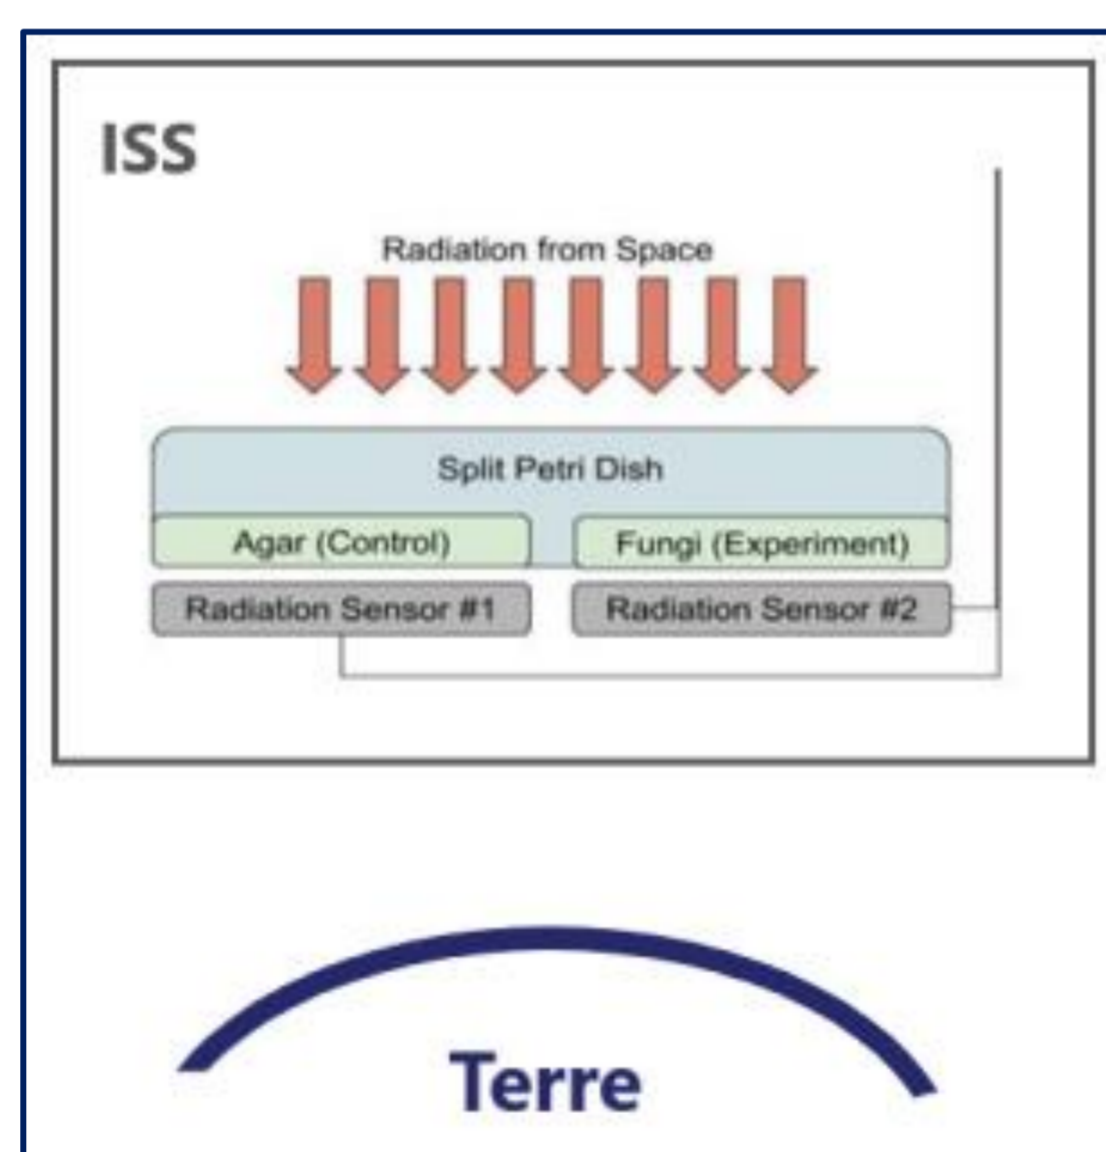 ISS
Radiation from Space
Split Petri Dish
Agar (Control)
Fungi (Experiment)
Radiation Sensor #1
Radiation Sensor #2
Terre